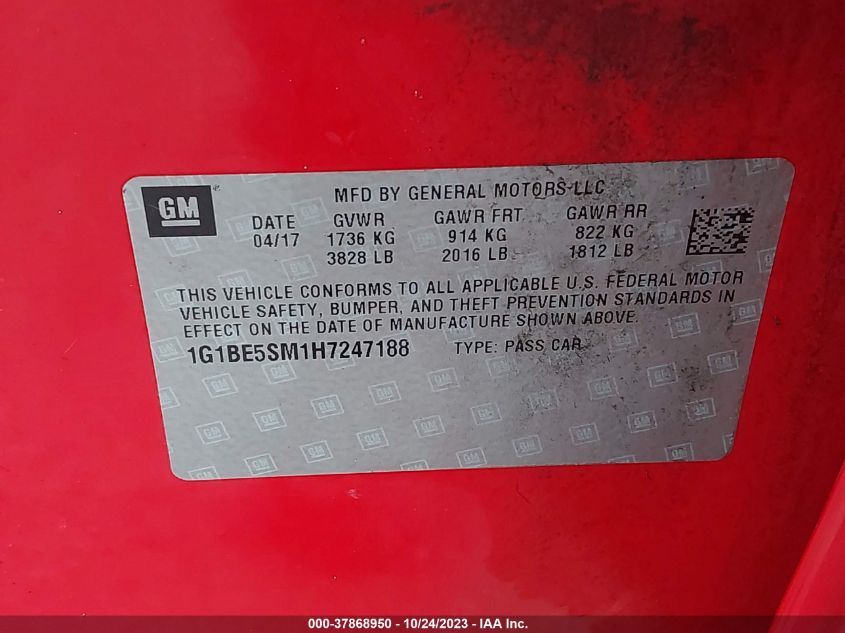 GM
MFD BY GENERAL MOTORS LLC
DATE GVWR GAWR FRT GAWR RR
04/17 1736 KG 914 KG 822 KG
3828 LB 2016 LB 1812 LB
THIS VEHICLE CONFORMS TO ALL APPLICABLE U.S. FEDERAL MOTOR
VEHICLE SAFETY, BUMPER, AND THEFT PREVENTION STANDARDS IN
EFFECT ON THE DATE OF MANUFACTURE SHOWN ABOVE.
1G1BE5SM1H7247188 TYPE: PASS CAR
000-37868950 - 10/24/2023 - IAA Inc.